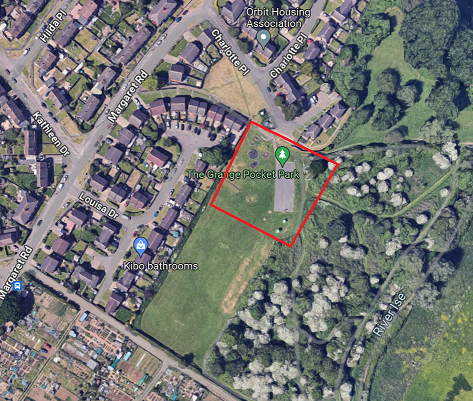 Orbit Housing
Association
Hilda Pl
Charlotte Pl
Charlotte Pl
Margaret Rd
Kathleen Dr
The Grange Pocket Park
Louisa Dr
Kibo bathrooms
Margaret Rd
River Ise